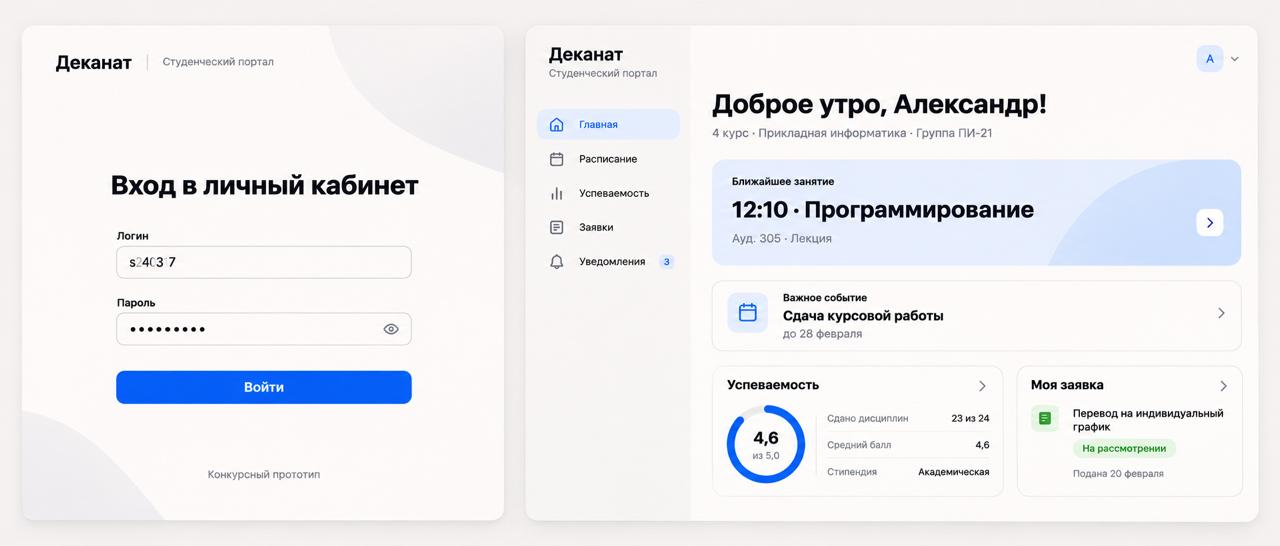 Деканат
Студенческий портал
Вход в личный кабинет
Логин
Пароль
Войти
Конкурсный прототип
Деканат
Студенческий портал
Главная
Расписание
Успеваемость
Заявки
Уведомления 3
А
Доброе утро, Александр!
4 курс · Прикладная информатика · Группа ПИ-21
Ближайшее занятие
12:10 · Программирование
Ауд. 305 · Лекция
Важное событие
Сдача курсовой работы
до 28 февраля
Успеваемость
4,6
из 5,0
Сдано дисциплин 23 из 24
Средний балл 4,6
Стипендия Академическая
Моя заявка
Перевод на индивидуальный
график
На рассмотрении
Подана 20 февраля